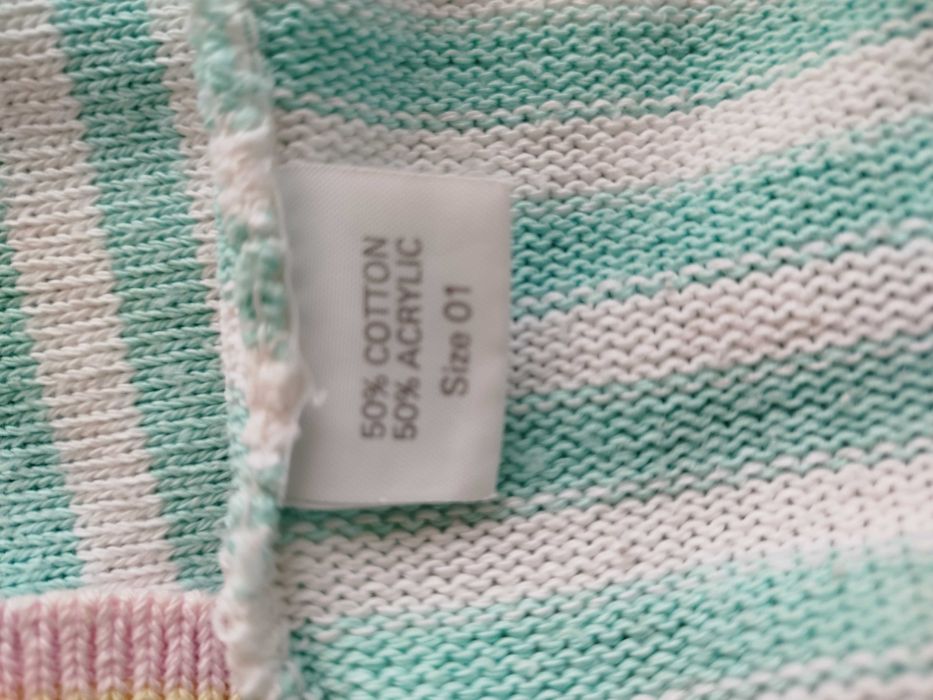 50% COTTON
50% ACRYLIC
Size 01